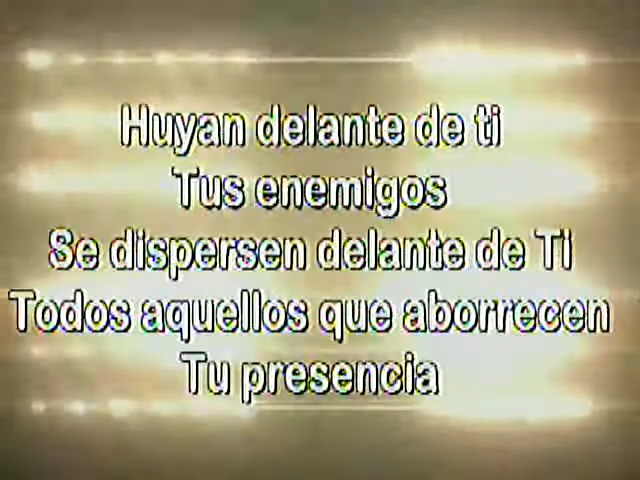 Huyan delante de ti
Tus enemigos
Se dispersen delante de Ti
Todos aquellos que aborrecen
Tu presencia